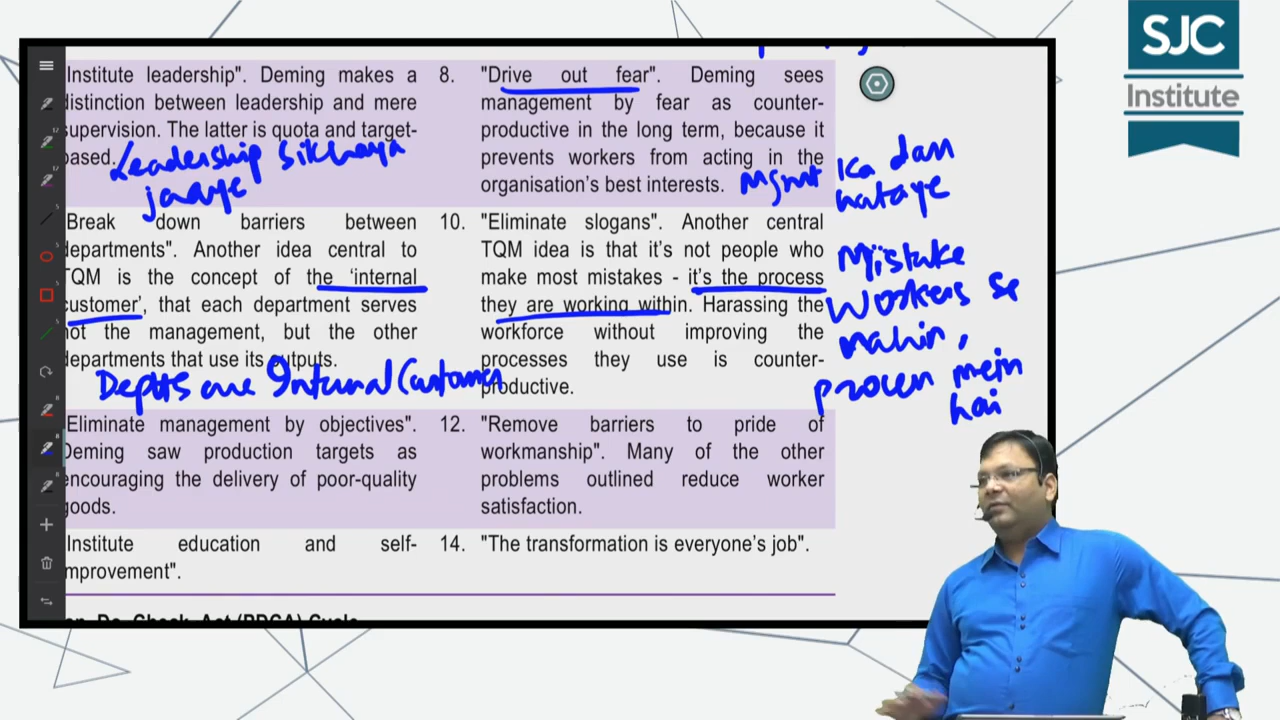 SJC
Institute
Institute leadership". Deming makes a
distinction between leadership and mere
supervision. The latter is quota and target-
based.
Leadership Sikhaya
jaaye
8. "Drive out fear". Deming sees
management by fear as counter-
productive in the long term, because it
prevents workers from acting in the
organisation's best interests.
Mgmt ka darr
hataye
Break down barriers between
departments". Another idea central to
TQM is the concept of the 'internal
customer', that each department serves
not the management, but the other
departments that use its outputs.
Deptts are Internal Customer
10. "Eliminate slogans". Another central
TQM idea is that it's not people who
make most mistakes - it's the process
they are working within. Harassing the
workforce without improving the
processes they use is counter-
productive.
Mistake
Workers se
nahin,
process mein
hai
Eliminate management by objectives".
Deming saw production targets as
encouraging the delivery of poor-quality
goods.
12. "Remove barriers to pride of
workmanship". Many of the other
problems outlined reduce worker
satisfaction.
Institute education and self-
improvement".
14. "The transformation is everyone's job".
Do, Check, Act (PDCA) Cycle